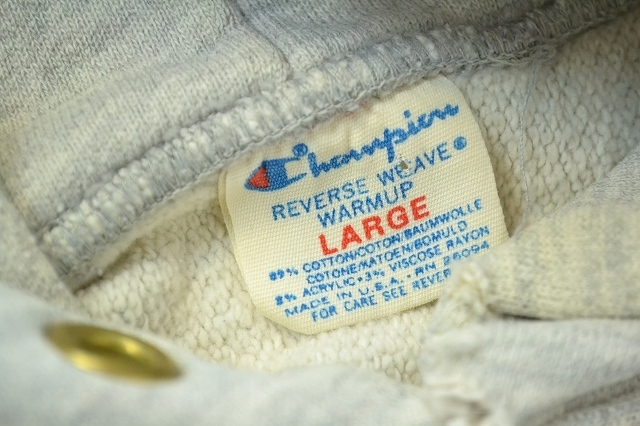 Champion®
REVERSE WEAVE®
WARMUP
LARGE
89% COTTON/COTON/BAUMWOLLE
COTONE/KATOEN/BOMULD
8% ACRYLIC•3% VISCOSE RAYON
MADE IN U.S.A., RN 26094
FOR CARE SEE REVER